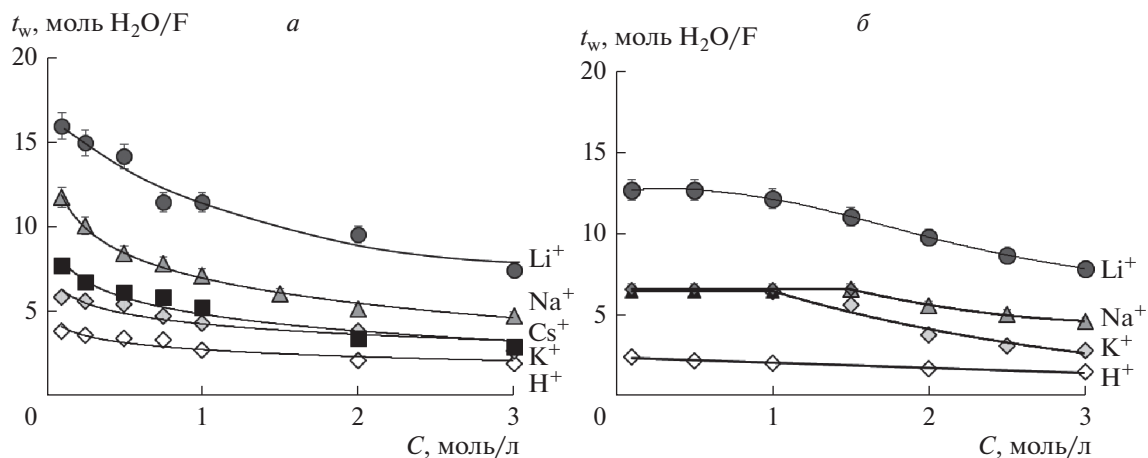 t_w, моль H₂O/F
а
20
15
10
5
0
1
2
3
C, моль/л
Li⁺
Na⁺
Cs⁺
K⁺
H⁺
t_w, моль H₂O/F
б
20
15
10
5
0
1
2
3
C, моль/л
Li⁺
Na⁺
K⁺
H⁺